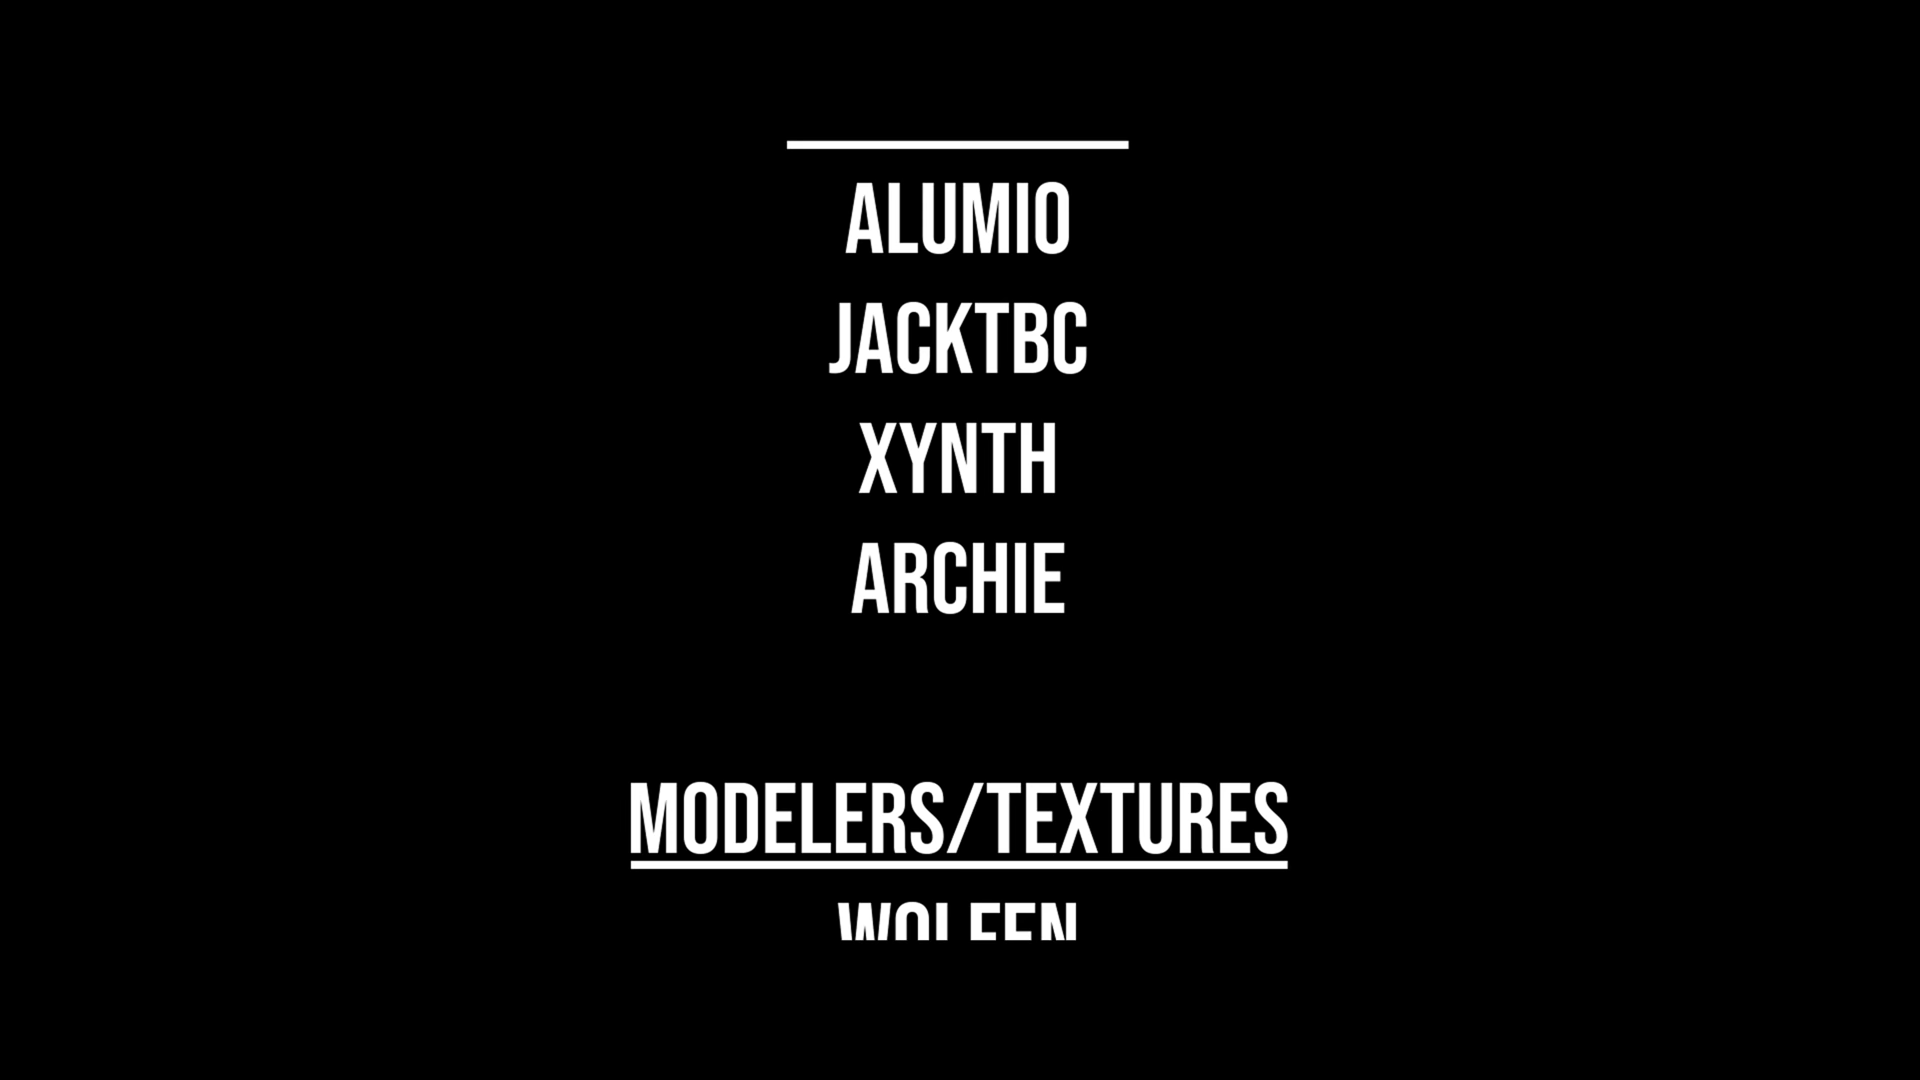 ALUMIO
JACKTBC
XYNTH
ARCHIE
MODELERS/TEXTURES